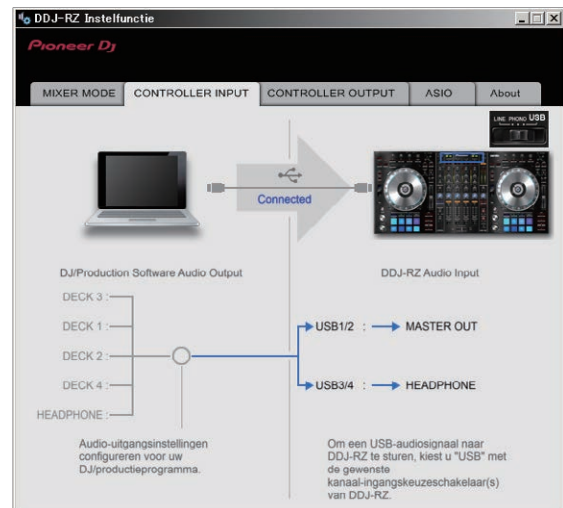 DDJ-RZ Instelfunctie
Pioneer Dj
MIXER MODE
CONTROLLER INPUT
CONTROLLER OUTPUT
ASIO
About
LINE PHONO USB
Connected
DJ/Production Software Audio Output
DDJ-RZ Audio Input
DECK 3 :
DECK 1 :
DECK 2 :
DECK 4 :
HEADPHONE :
USB1/2 : MASTER OUT
USB3/4 : HEADPHONE
Audio-uitgangsinstellingen
configureren voor uw
DJ/productieprogramma.
Om een USB-audiosignaal naar
DDJ-RZ te sturen, kiest u "USB" met
de gewenste
kanaal-ingangskeuzeschakelaar(s)
van DDJ-RZ.